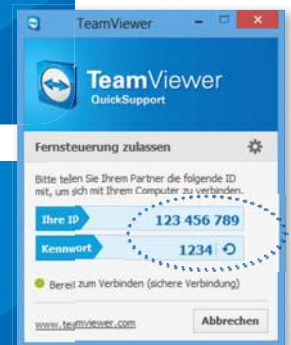 TeamViewer
TeamViewer
QuickSupport
Fernsteuerung zulassen
Bitte teilen Sie Ihrem Partner die folgende ID
mit, um sich mit Ihrem Computer zu verbinden.
Ihre ID 123 456 789
Kennwort 1234
Bereit zum Verbinden (sichere Verbindung)
www.teamviewer.com Abbrechen